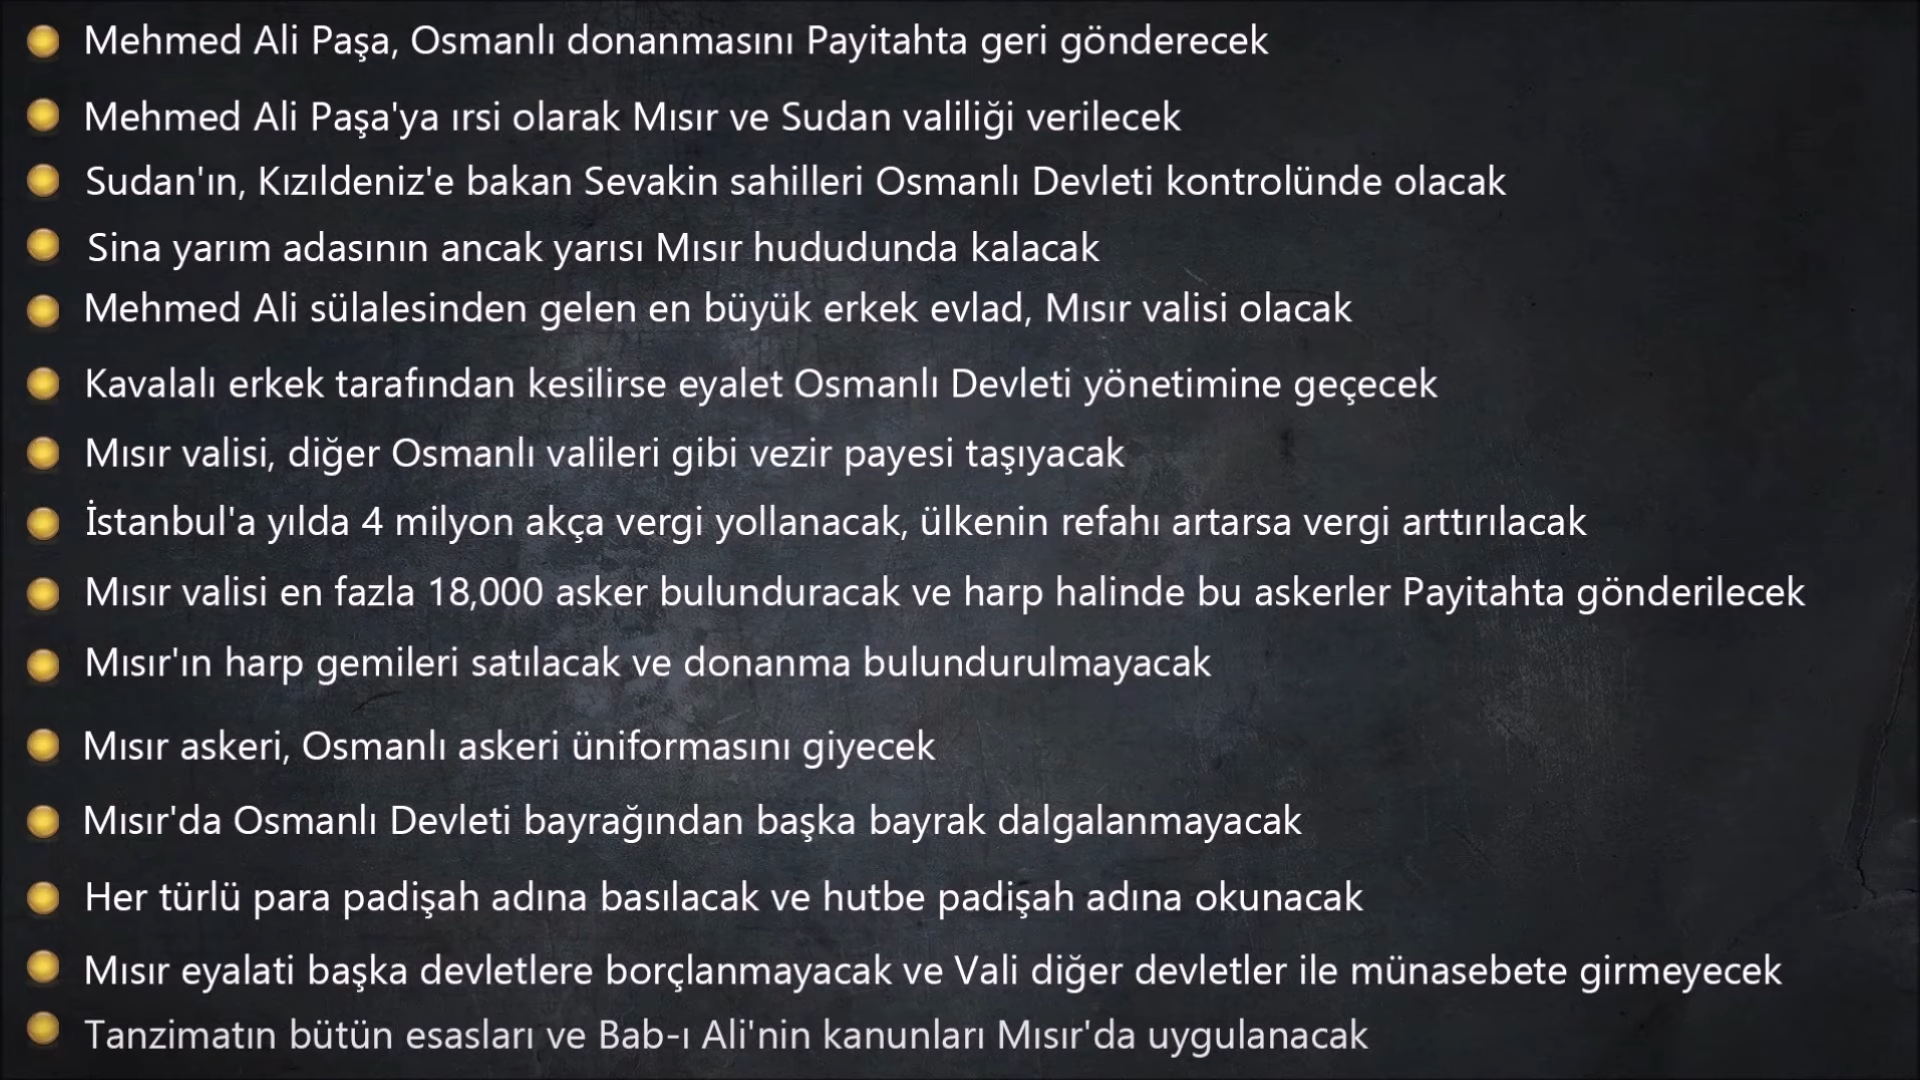 Mehmed Ali Paşa, Osmanlı donanmasını Payitahta geri gönderecek
Mehmed Ali Paşa'ya ırsi olarak Mısır ve Sudan valiliği verilecek
Sudan'ın, Kızıldeniz'e bakan Sevakin sahilleri Osmanlı Devleti kontrolünde olacak
Sina yarım adasının ancak yarısı Mısır hududunda kalacak
Mehmed Ali sülalesinden gelen en büyük erkek evlad, Mısır valisi olacak
Kavalalı erkek tarafından kesilirse eyalet Osmanlı Devleti yönetimine geçecek
Mısır valisi, diğer Osmanlı valileri gibi vezir payesi taşıyacak
İstanbul'a yılda 4 milyon akça vergi yollanacak, ülkenin refahı artarsa vergi arttırılacak
Mısır valisi en fazla 18,000 asker bulunduracak ve harp halinde bu askerler Payitahta gönderilecek
Mısır'ın harp gemileri satılacak ve donanma bulundurulmayacak
Mısır askeri, Osmanlı askeri üniformasını giyecek
Mısır'da Osmanlı Devleti bayrağından başka bayrak dalgalanmayacak
Her türlü para padişah adına basılacak ve hutbe padişah adına okunacak
Mısır eyalati başka devletlere borçlanmayacak ve Vali diğer devletler ile münasebete girmeyecek
Tanzimatın bütün esasları ve Bab-ı Ali'nin kanunları Mısır'da uygulanacak